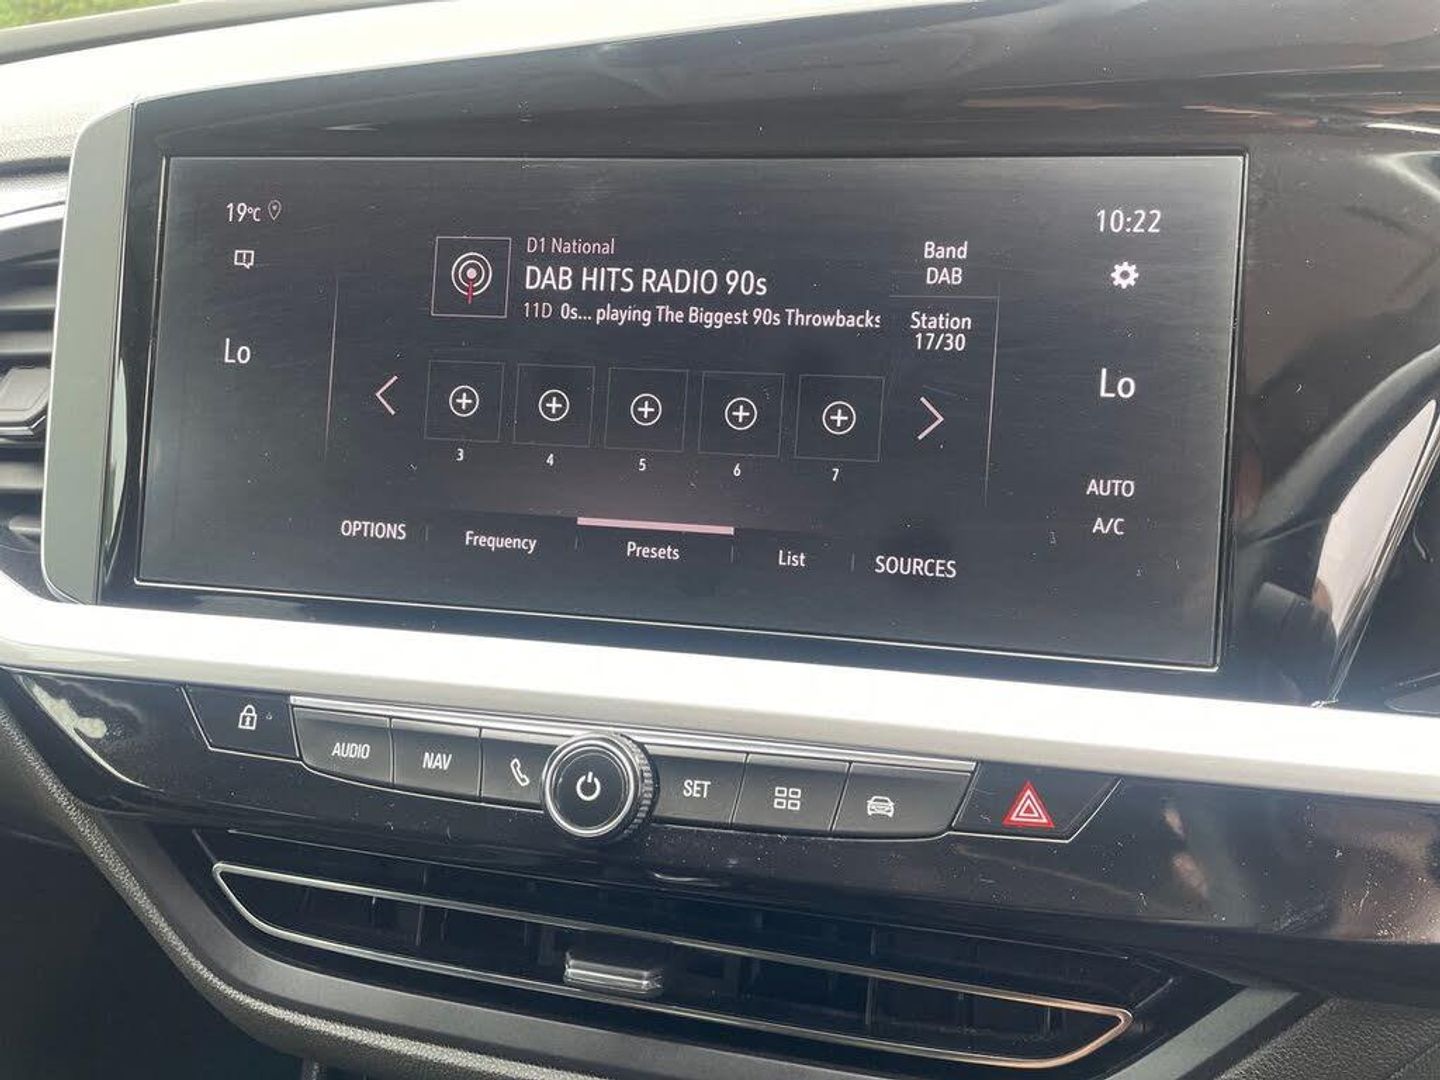 19°C
10:22
D1 National
DAB HITS RADIO 90s
11D 0s... playing The Biggest 90s Throwbacks
Band
DAB
Station
17/30
Lo
Lo
3
4
5
6
7
AUTO
A/C
OPTIONS
Frequency
Presets
List
SOURCES
AUDIO
NAV
SET